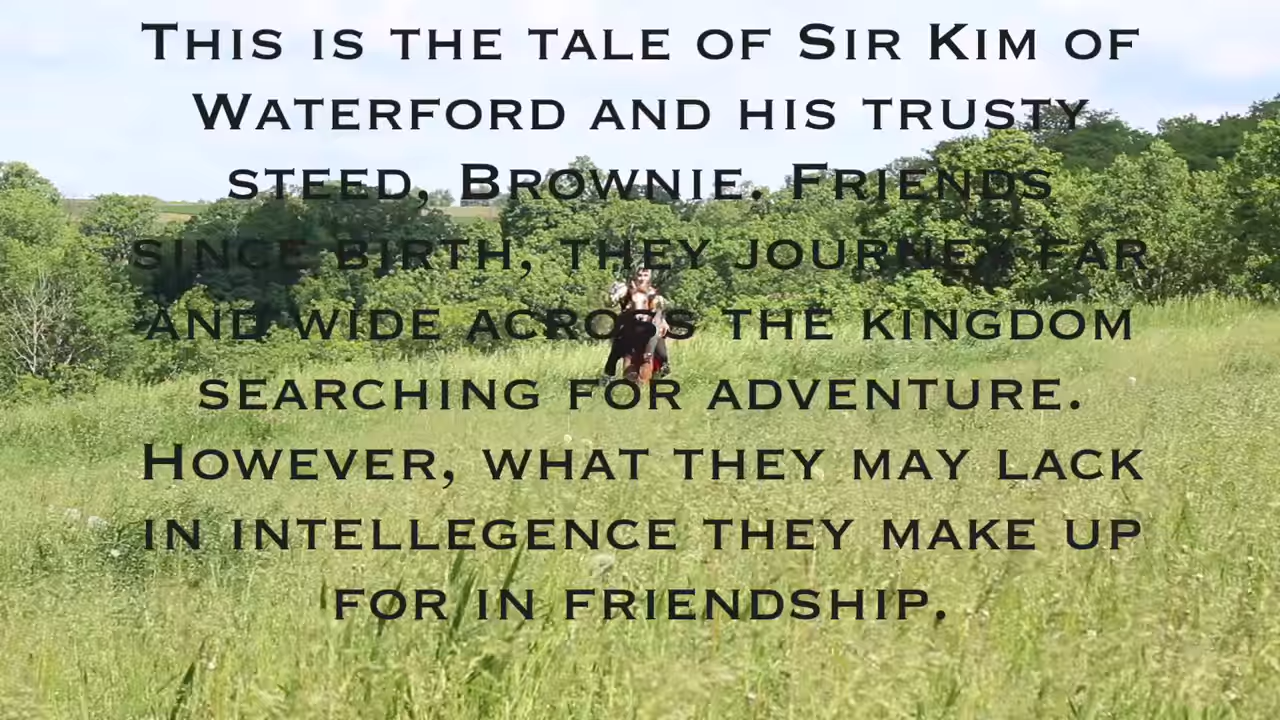 This is the tale of Sir Kim of
Waterford and his trusty
steed, Brownie. Friends
since birth, they journey far
and wide across the kingdom
searching for adventure.
However, what they may lack
in intellegence they make up
for in friendship.